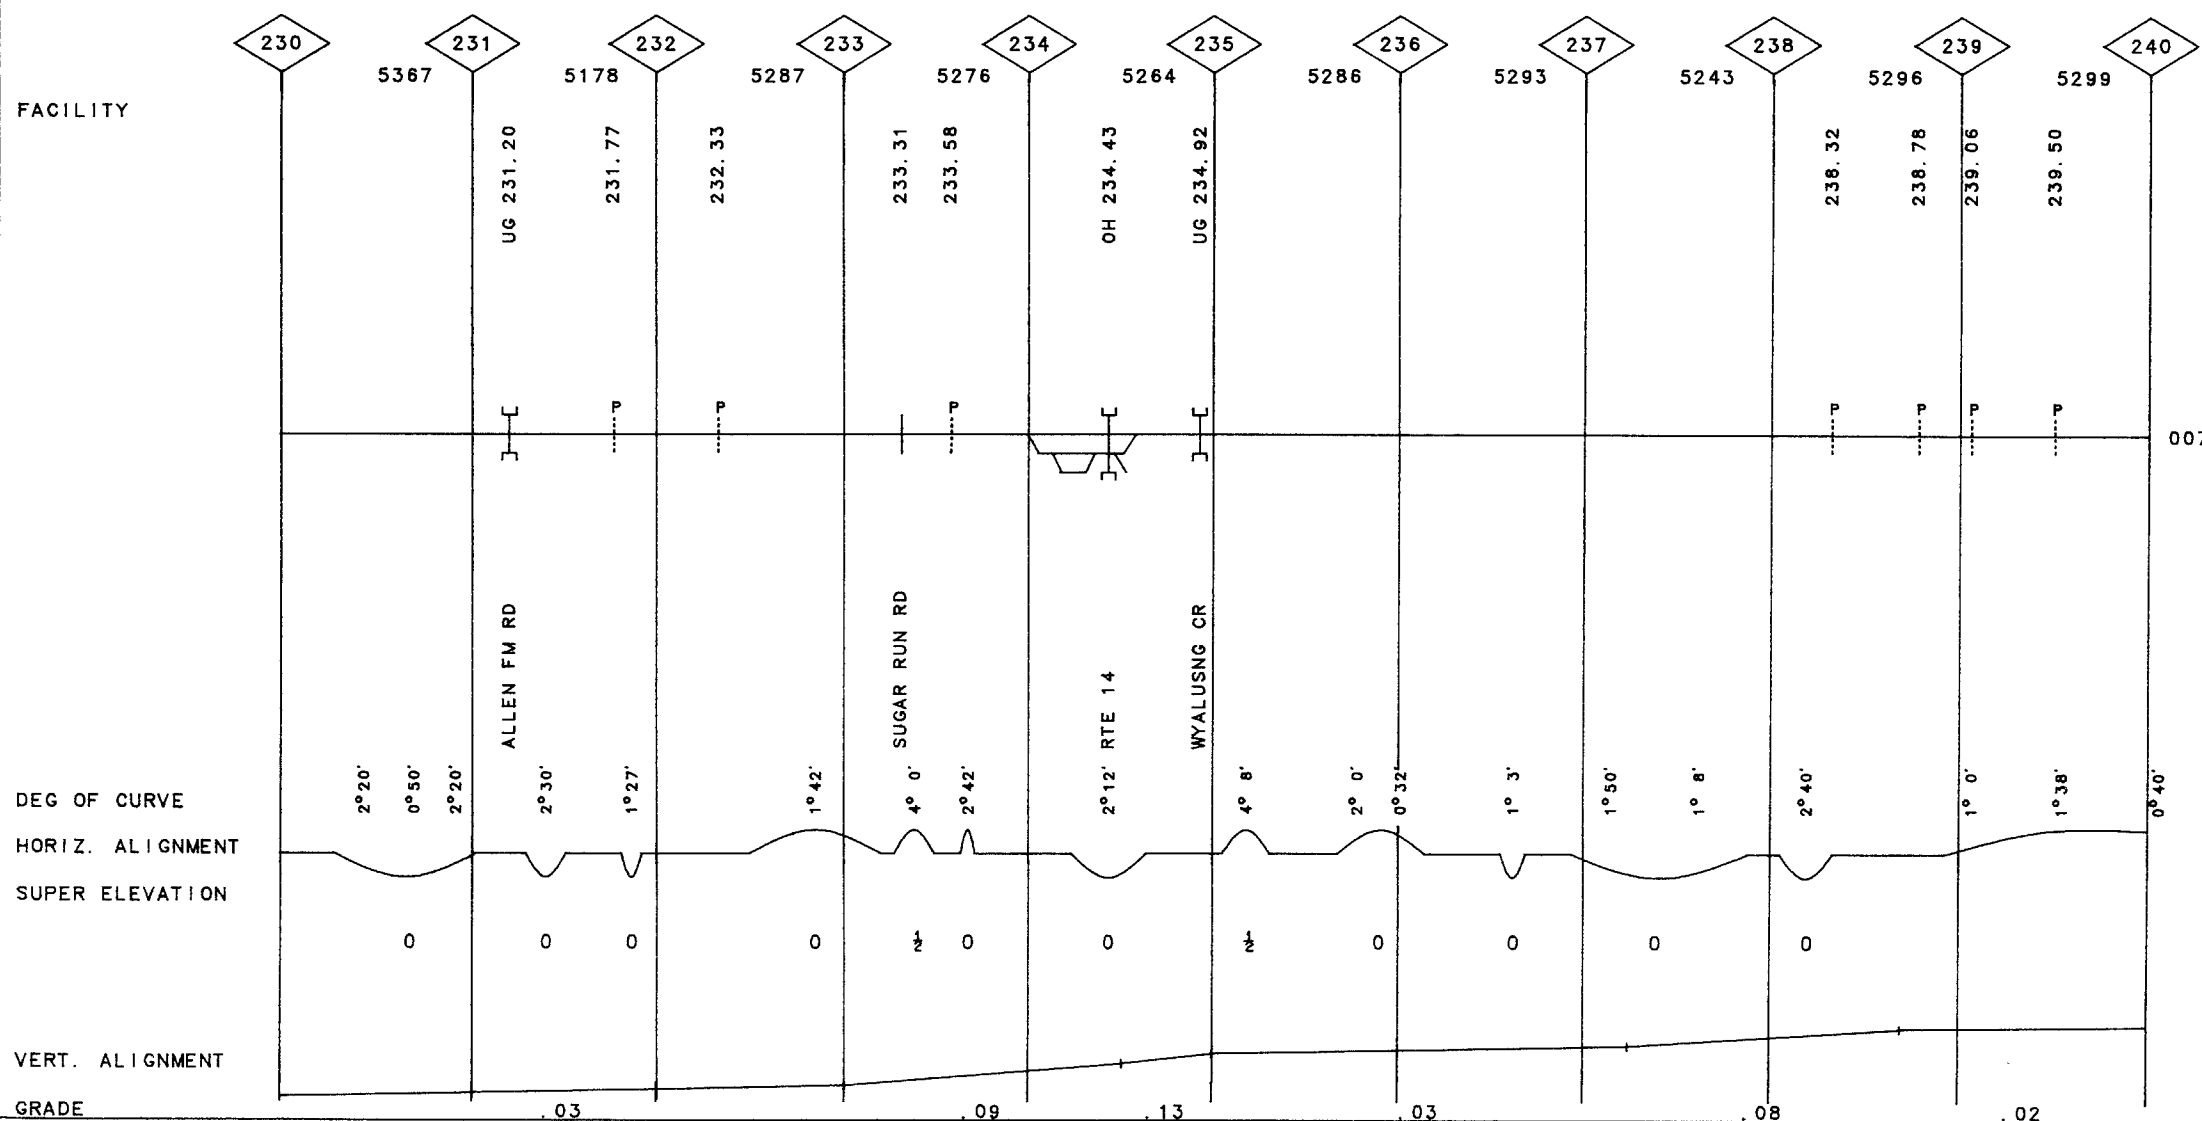 230 231 232 233 234 235 236 237 238 239 240
5367 5178 5287 5276 5264 5286 5293 5243 5296 5299
FACILITY
UG 231.20
231.77
232.33
233.31
233.58
OH 234.43
UG 234.92
238.32
238.78
239.06
239.50
P P P P P P P
007
ALLEN FM RD
SUGAR RUN RD
RTE 14
WYALUSNG CR
DEG OF CURVE 2°20' 0°50' 2°20' 2°30' 1°27' 1°42' 4° 0' 2°42' 2°12' 4° 8' 2° 0' 0°32' 1° 3' 1°50' 1° 8' 2°40' 1° 0' 1°38' 0°40'
HORIZ. ALIGNMENT
SUPER ELEVATION
0 0 0 0 ½ 0 0 ½ 0 0 0 0
VERT. ALIGNMENT
GRADE .03 .09 .13 .03 .08 .02